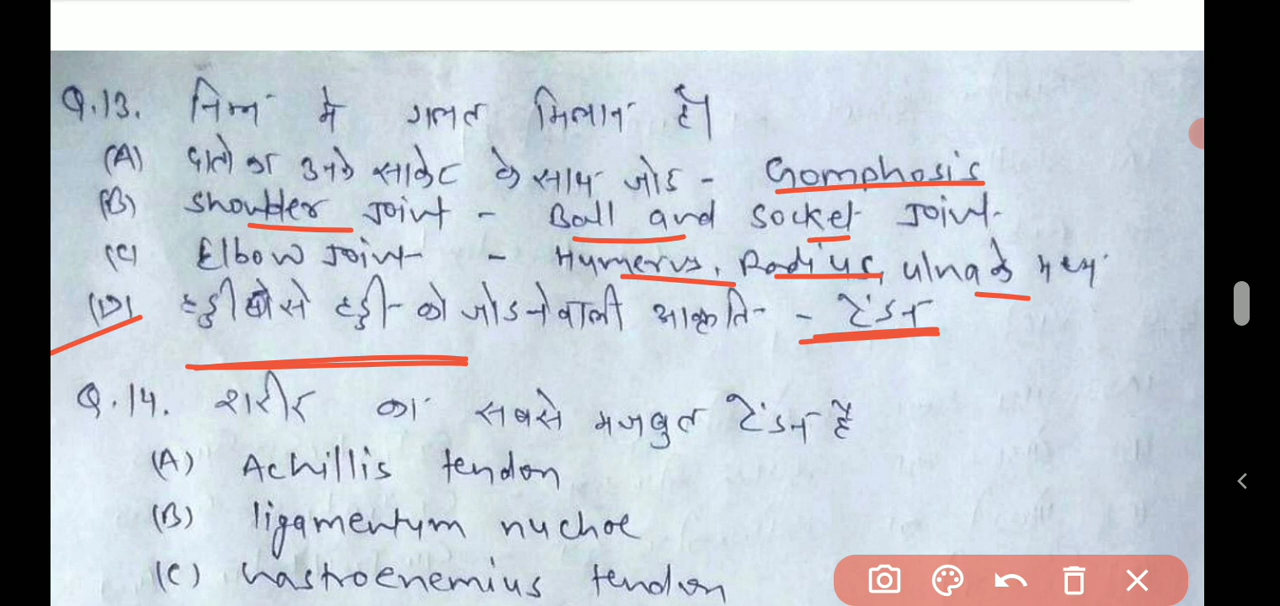 Q.13. निम्न में गलत मिलान है।
(A) दांतो का उनके साकेट के साथ जोड - Gomphosis
(B) Shoulder Joint - Ball and Socket Joint
(C) Elbow Joint - Humerus, Radius, ulna के मध्य
(D) हड्डी से हड्डी को जोडनेवाली आकृति - टेंडन
Q.14. शरीर का सबसे मजबुत टेंडन है
(A) Achillis tendon
(B) ligamentum nuchae
(C) Gastroenemius tendon